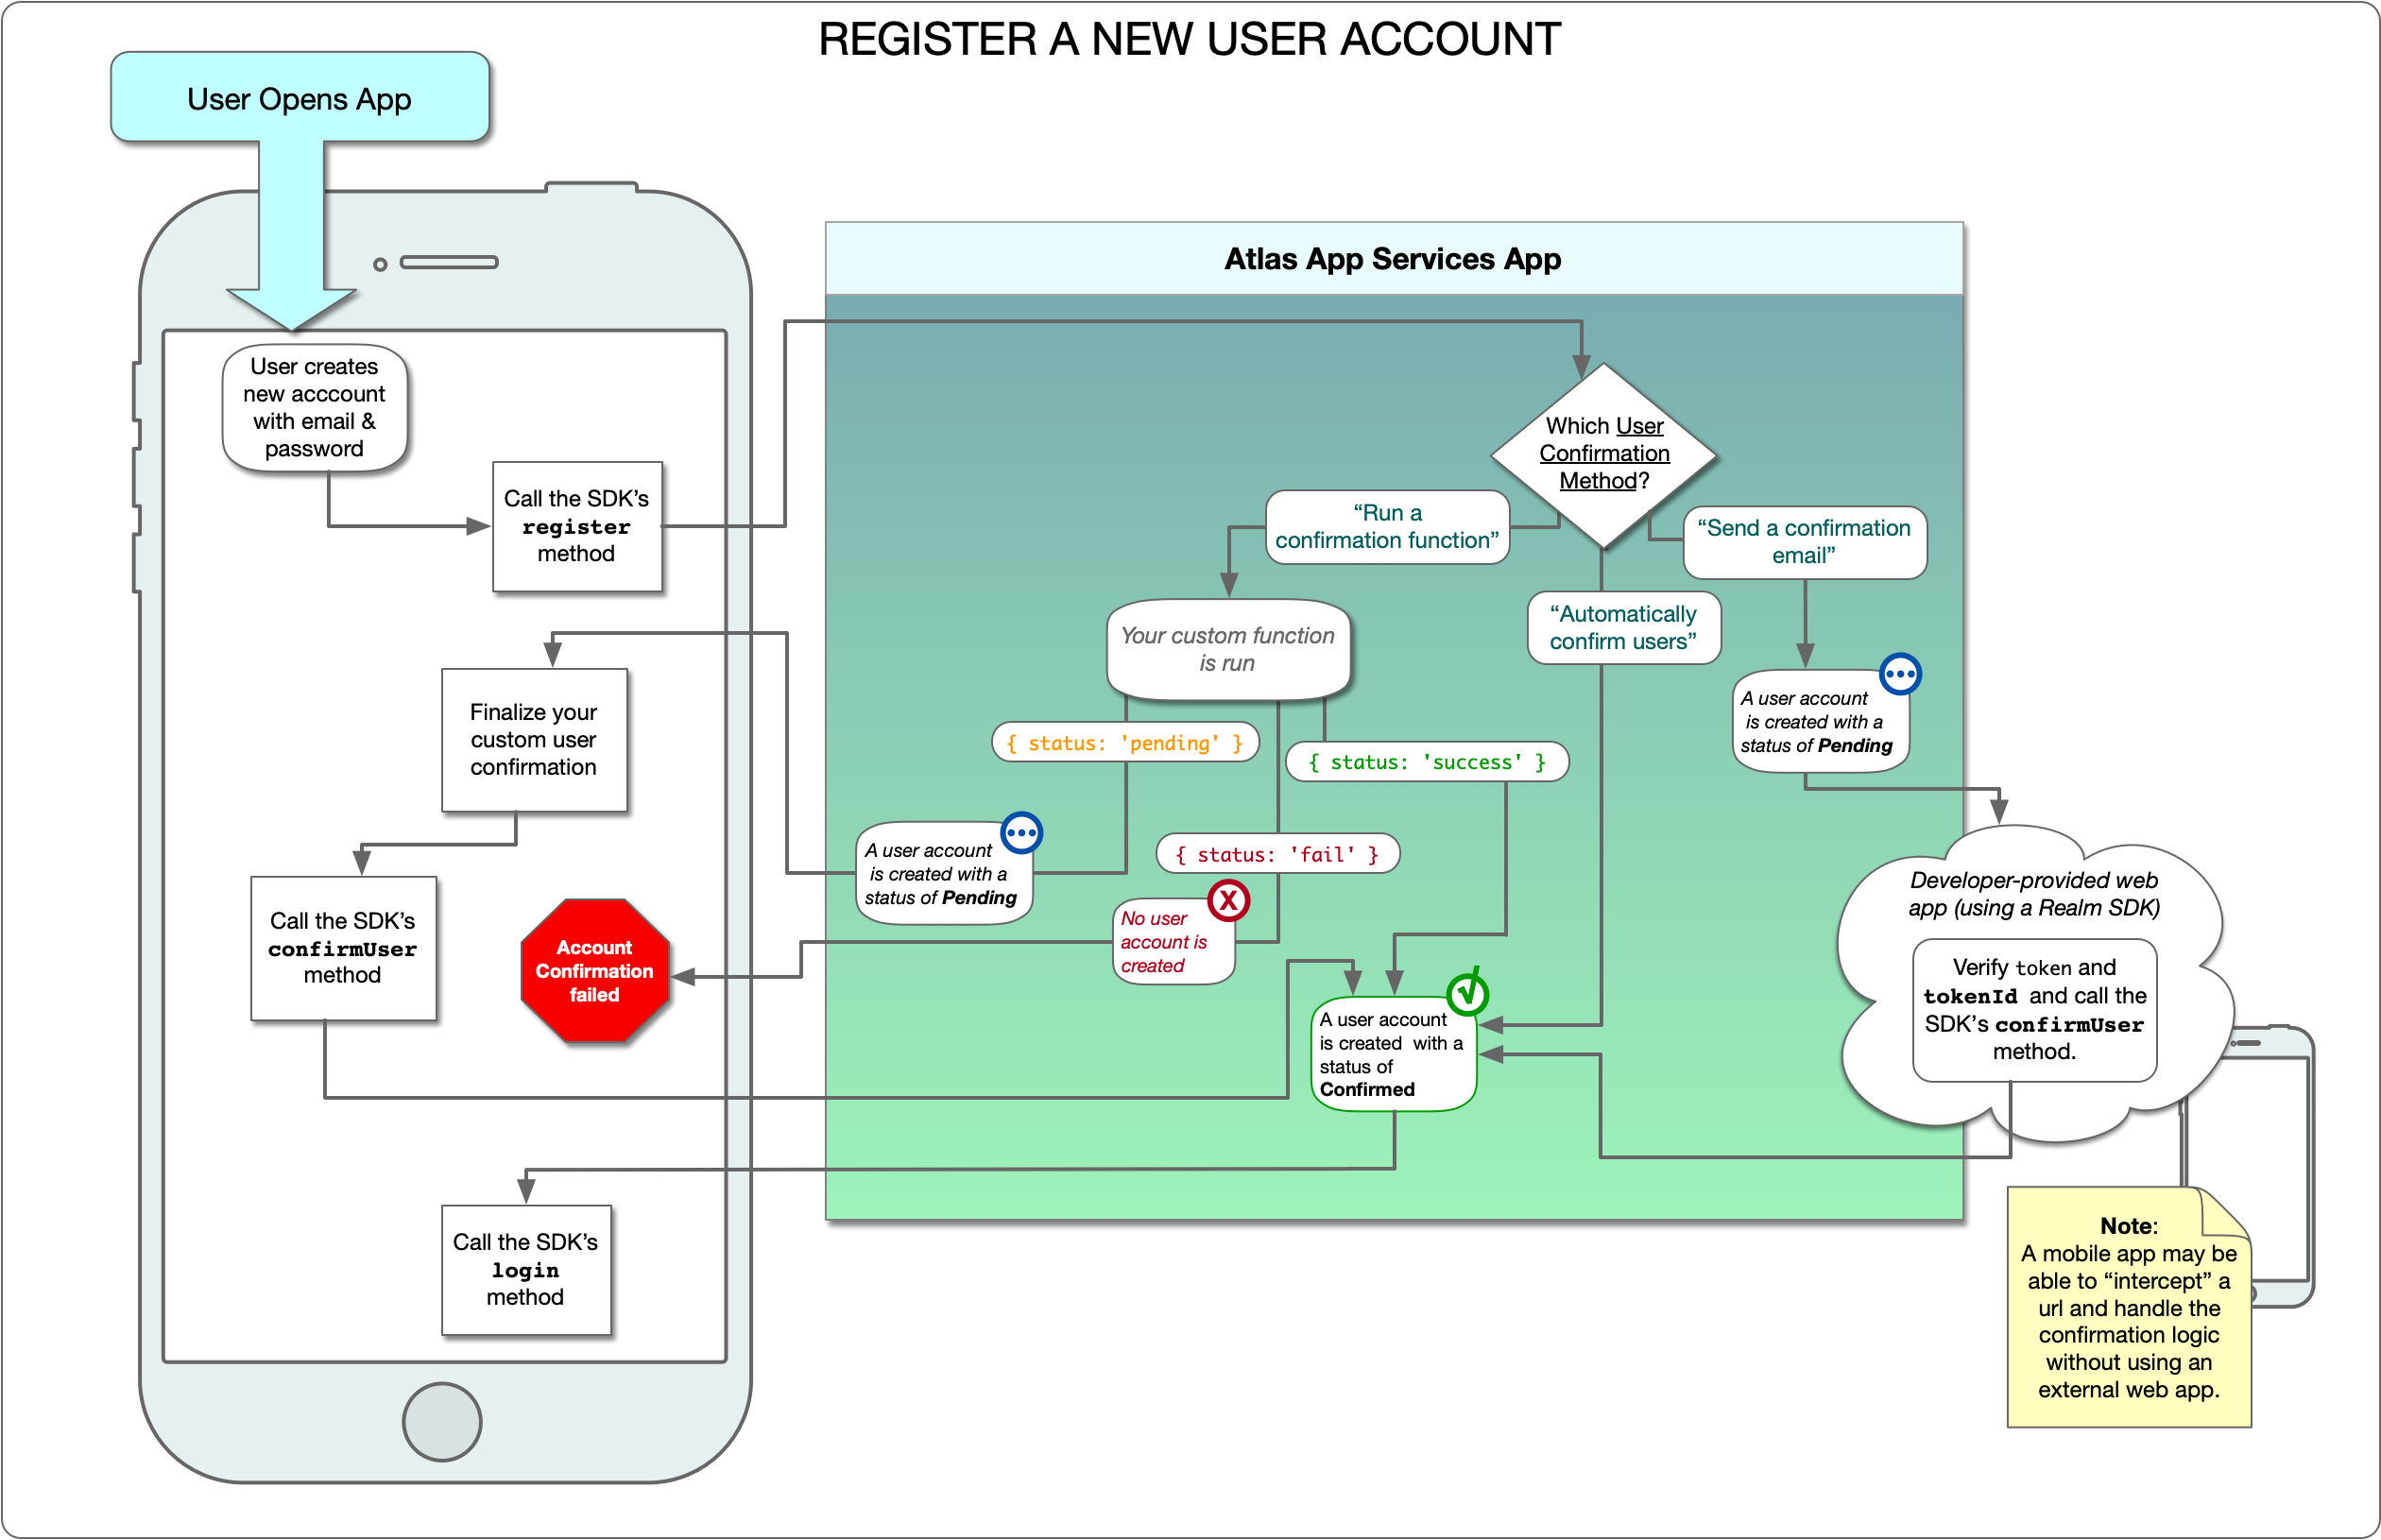 REGISTER A NEW USER ACCOUNT
User Opens App
User creates
new acccount
with email &
password
Call the SDK’s
register
method
Finalize your
custom user
confirmation
Call the SDK’s
confirmUser
method
Account
Confirmation
failed
Call the SDK’s
login
method
Atlas App Services App
Which User
Confirmation
Method?
“Run a
confirmation function”
“Send a confirmation
email”
“Automatically
confirm users”
Your custom function
is run
{ status: 'pending' }
{ status: 'success' }
{ status: 'fail' }
A user account
is created with a
status of Pending
A user account
is created with a
status of Pending
X
No user
account is
created
√
A user account
is created with a
status of
Confirmed
Developer-provided web
app (using a Realm SDK)
Verify token and
tokenId and call the
SDK’s confirmUser
method.
Note:
A mobile app may be
able to “intercept” a
url and handle the
confirmation logic
without using an
external web app.